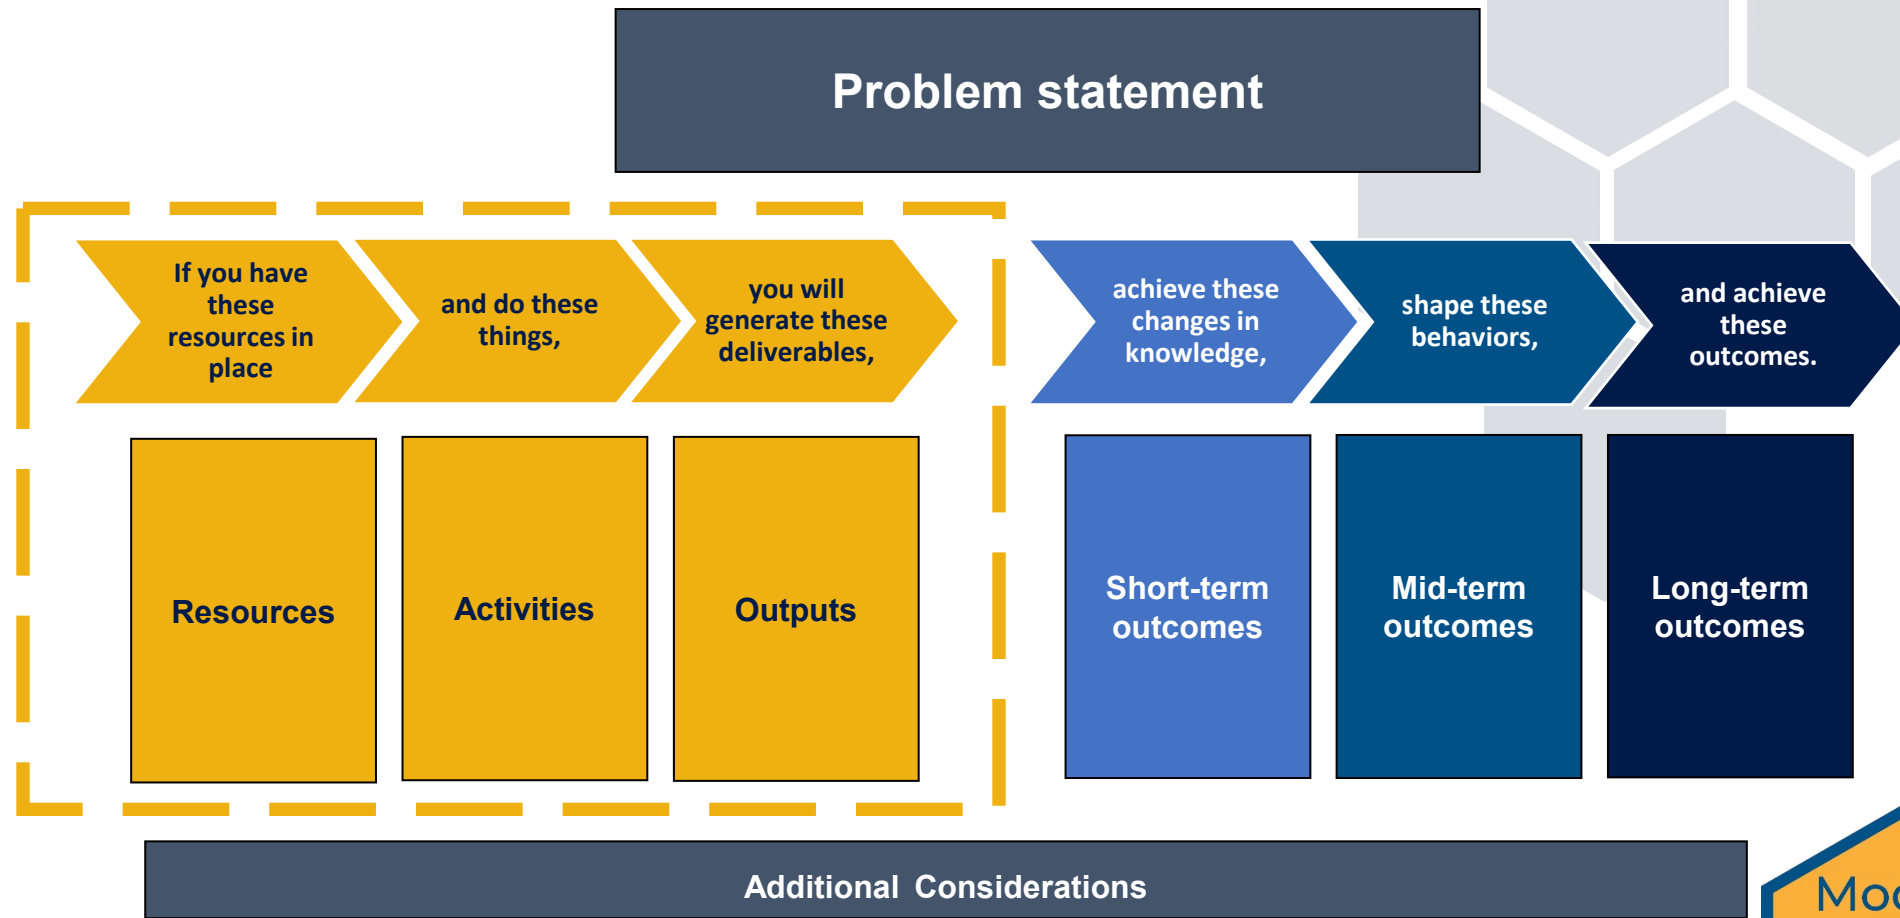 Problem statement
If you have
these
resources in
place
and do these
things,
you will
generate these
deliverables,
achieve these
changes in
knowledge,
shape these
behaviors,
and achieve
these
outcomes.
Resources
Activities
Outputs
Short-term
outcomes
Mid-term
outcomes
Long-term
outcomes
Additional Considerations